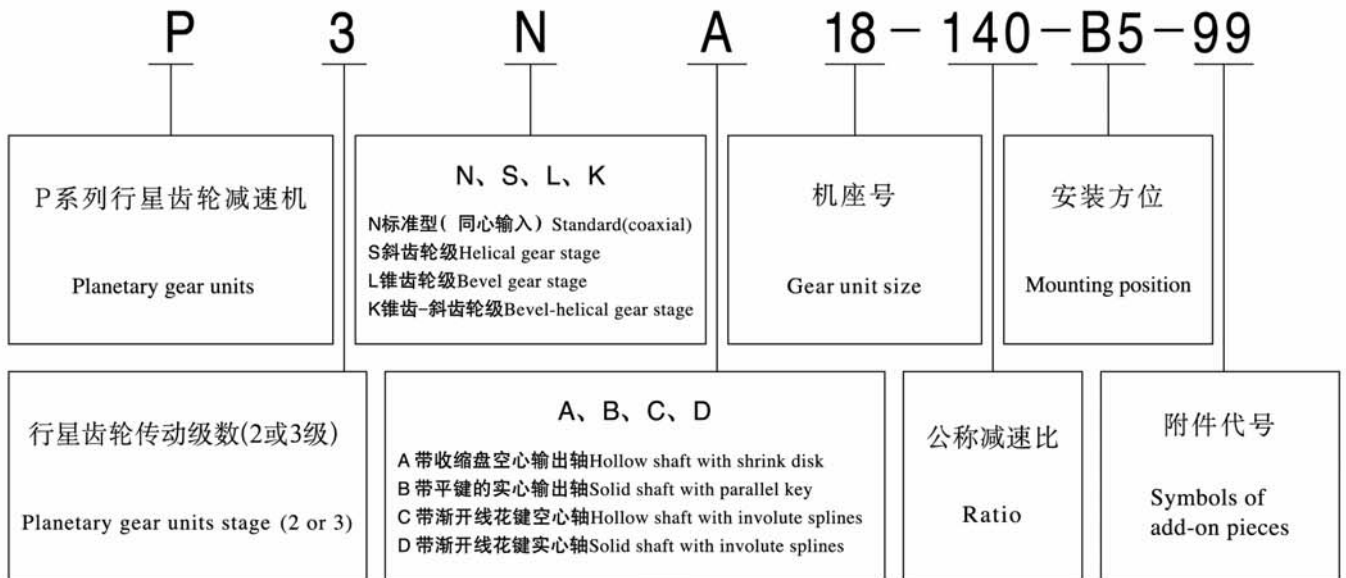 P 3 N A 18-140-B5-99
P系列行星齿轮减速机
Planetary gear units
N、S、L、K
N标准型( 同心输入) Standard(coaxial)
S斜齿轮级Helical gear stage
L锥齿轮级Bevel gear stage
K锥齿-斜齿轮级Bevel-helical gear stage
机座号
Gear unit size
安装方位
Mounting position
行星齿轮传动级数(2或3级)
Planetary gear units stage (2 or 3)
A、B、C、D
A 带收缩盘空心输出轴Hollow shaft with shrink disk
B 带平键的实心输出轴Solid shaft with parallel key
C 带渐开线花键空心轴Hollow shaft with involute splines
D 带渐开线花键实心轴Solid shaft with involute splines
公称减速比
Ratio
附件代号
Symbols of
add-on pieces